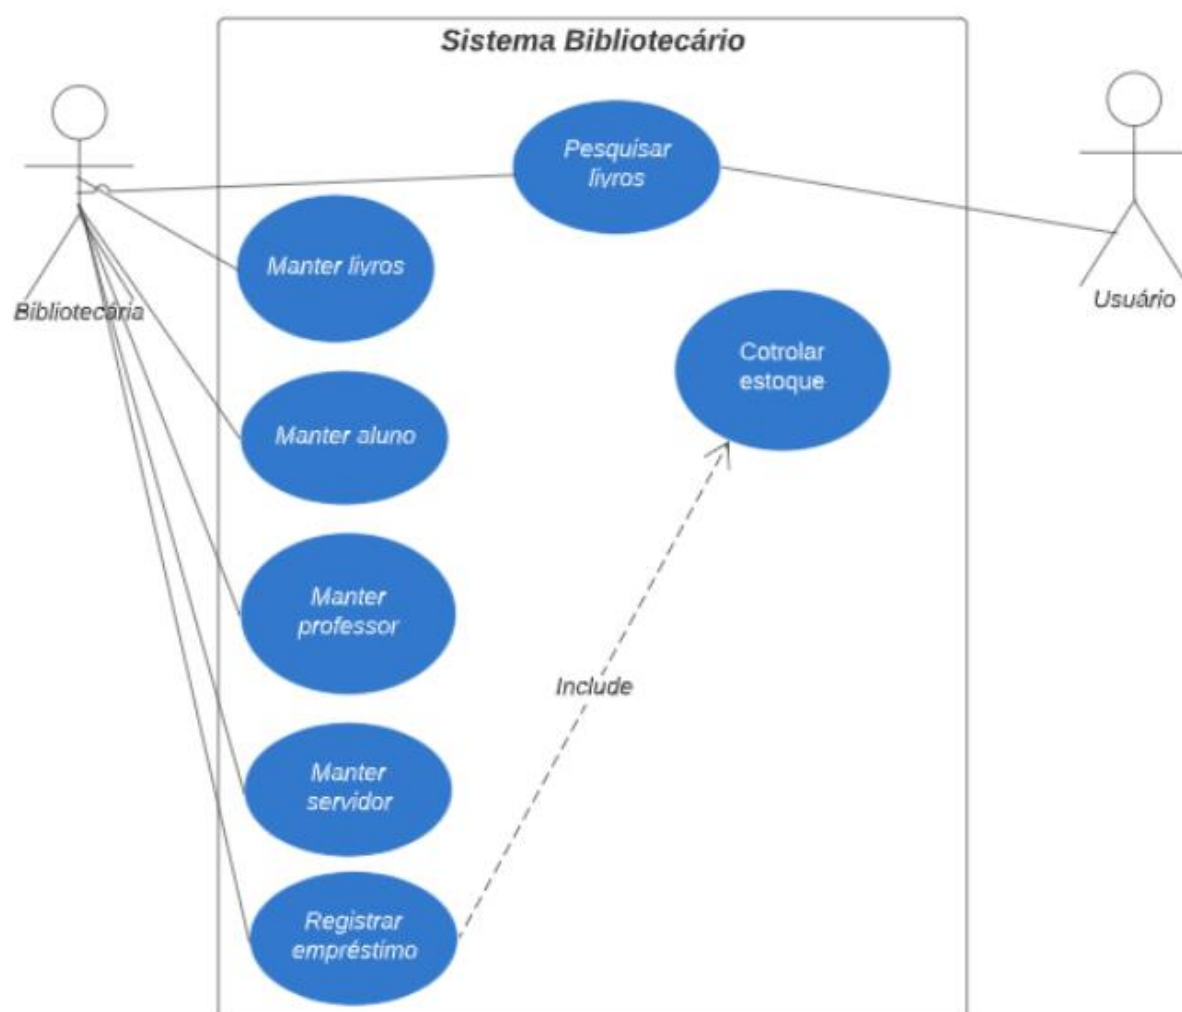 Sistema Bibliotecário
Pesquisar
livros
Manter livros
Bibliotecária
Usuário
Cotrolar
estoque
Manter aluno
Manter
professor
Include
Manter
servidor
Registrar
empréstimo